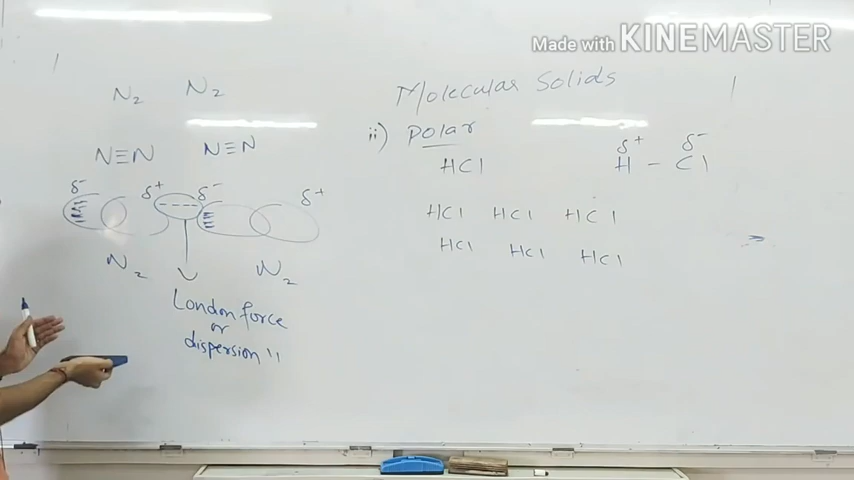 Made with KINEMASTER
N₂ N₂
N≡N N≡N
δ⁻ δ⁺ δ⁻ δ⁺
N₂ N₂
London force
or
dispersion "
Molecular Solids
ii) Polar
HCl
δ⁺ δ⁻
H - Cl
HCl HCl HCl
HCl HCl HCl